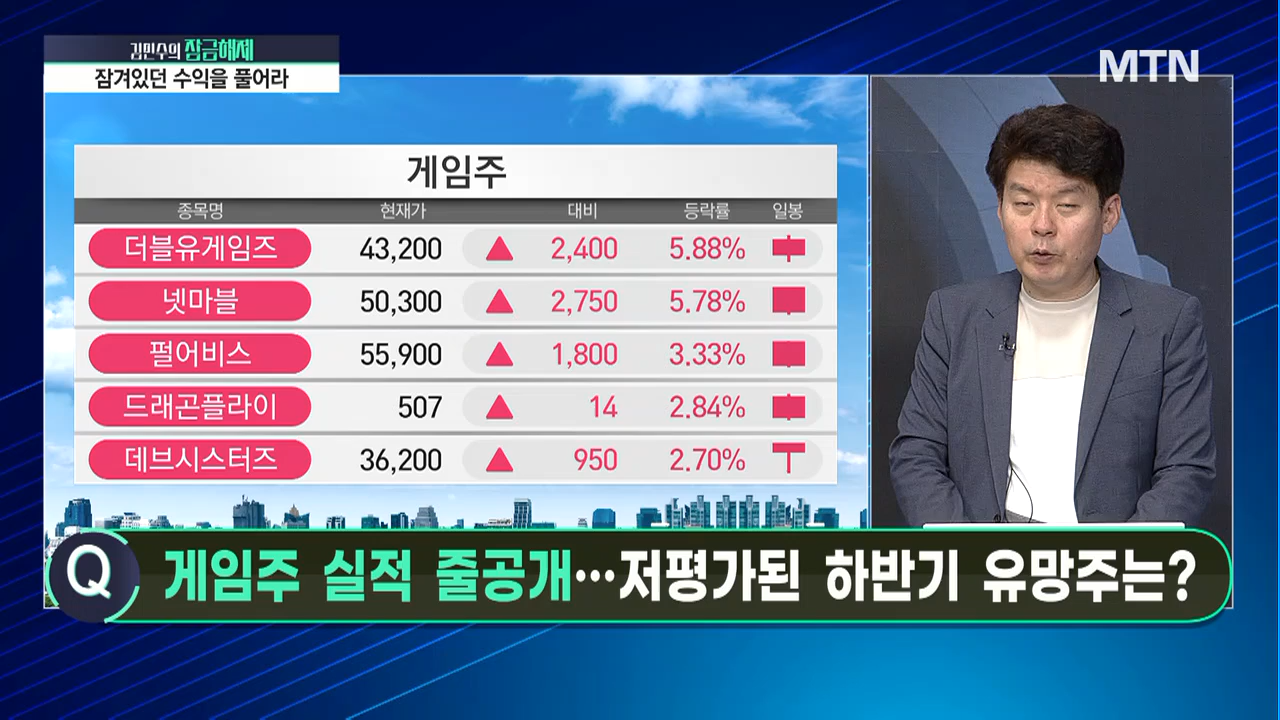 김민수의 잠금해제
잠겨있던 수익을 풀어라
MTN
게임주
종목명 현재가 대비 등락률 일봉
더블유게임즈 43,200 ▲ 2,400 5.88%
넷마블 50,300 ▲ 2,750 5.78%
펄어비스 55,900 ▲ 1,800 3.33%
드래곤플라이 507 ▲ 14 2.84%
데브시스터즈 36,200 ▲ 950 2.70%
Q 게임주 실적 줄공개…저평가된 하반기 유망주는?